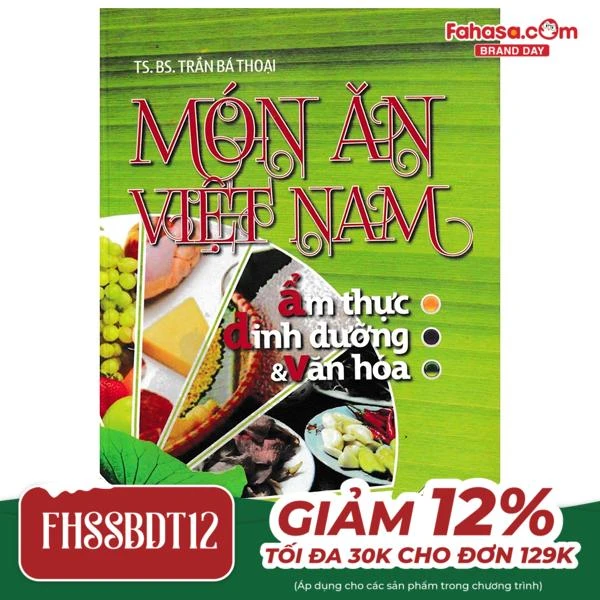 Fahasa.com
BRAND DAY
TS. BS. TRẦN BÁ THOẠI
MÓN ĂN
VIỆT NAM
ẩm thực
dinh dưỡng
& văn hóa
FHSSBDT12
GIẢM 12%
TỐI ĐA 30K CHO ĐƠN 129K
(Áp dụng cho các sản phẩm trong chương trình)